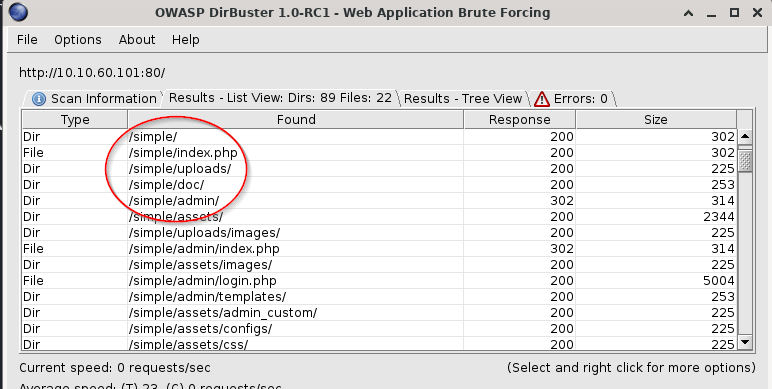 OWASP DirBuster 1.0-RC1 - Web Application Brute Forcing
File Options About Help
http://10.10.60.101:80/
Scan Information Results - List View: Dirs: 89 Files: 22 Results - Tree View Errors: 0
Type Found Response Size
Dir /simple/ 200 302
File /simple/index.php 200 302
Dir /simple/uploads/ 200 225
Dir /simple/doc/ 200 253
Dir /simple/admin/ 302 314
Dir /simple/assets/ 200 2344
Dir /simple/uploads/images/ 200 225
File /simple/admin/index.php 302 314
Dir /simple/assets/images/ 200 225
File /simple/admin/login.php 200 5004
Dir /simple/admin/templates/ 200 253
Dir /simple/assets/admin_custom/ 200 225
Dir /simple/assets/configs/ 200 225
Dir /simple/assets/css/ 200 225
Current speed: 0 requests/sec (Select and right click for more options)
Average speed: (T) 23, (C) 0 requests/sec